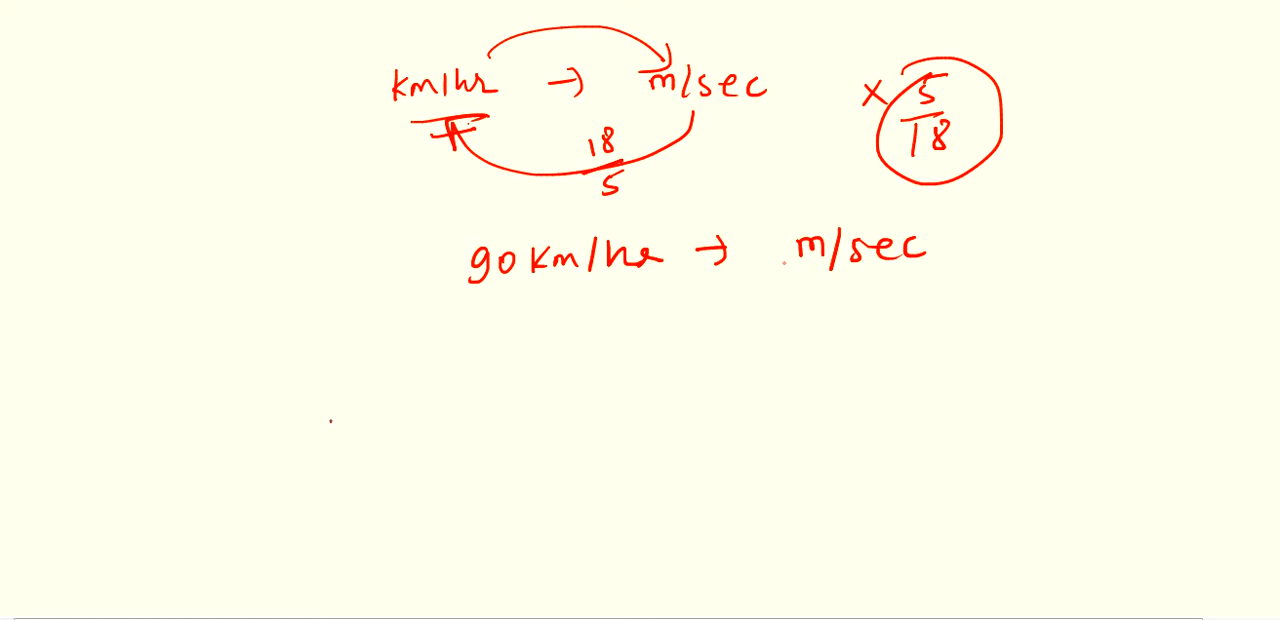 km/hr → m/sec × 5/18
18/5
90 km/hr → m/sec